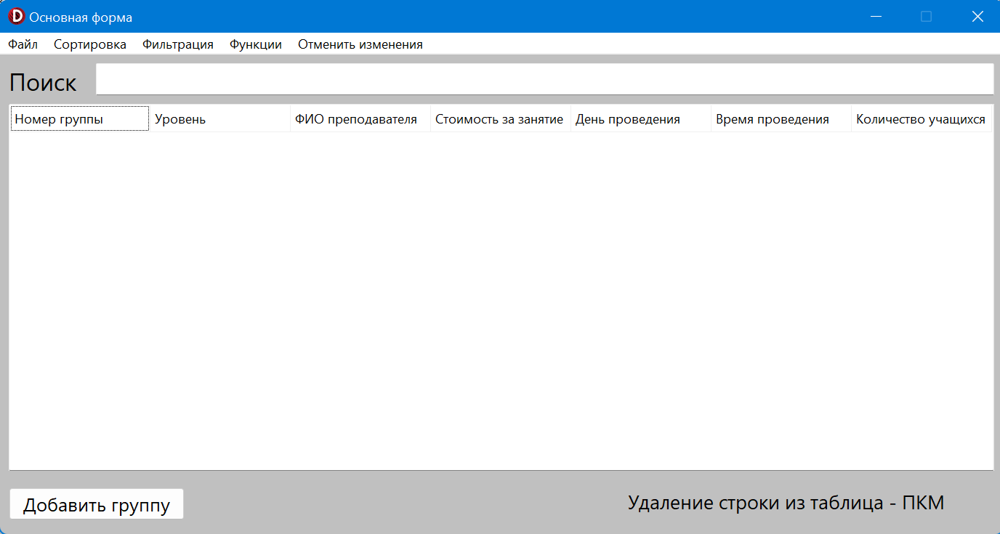 Основная форма
Файл Сортировка Фильтрация Функции Отменить изменения
Поиск
Номер группы Уровень ФИО преподавателя Стоимость за занятие День проведения Время проведения Количество учащихся
Добавить группу Удаление строки из таблица - ПКМ